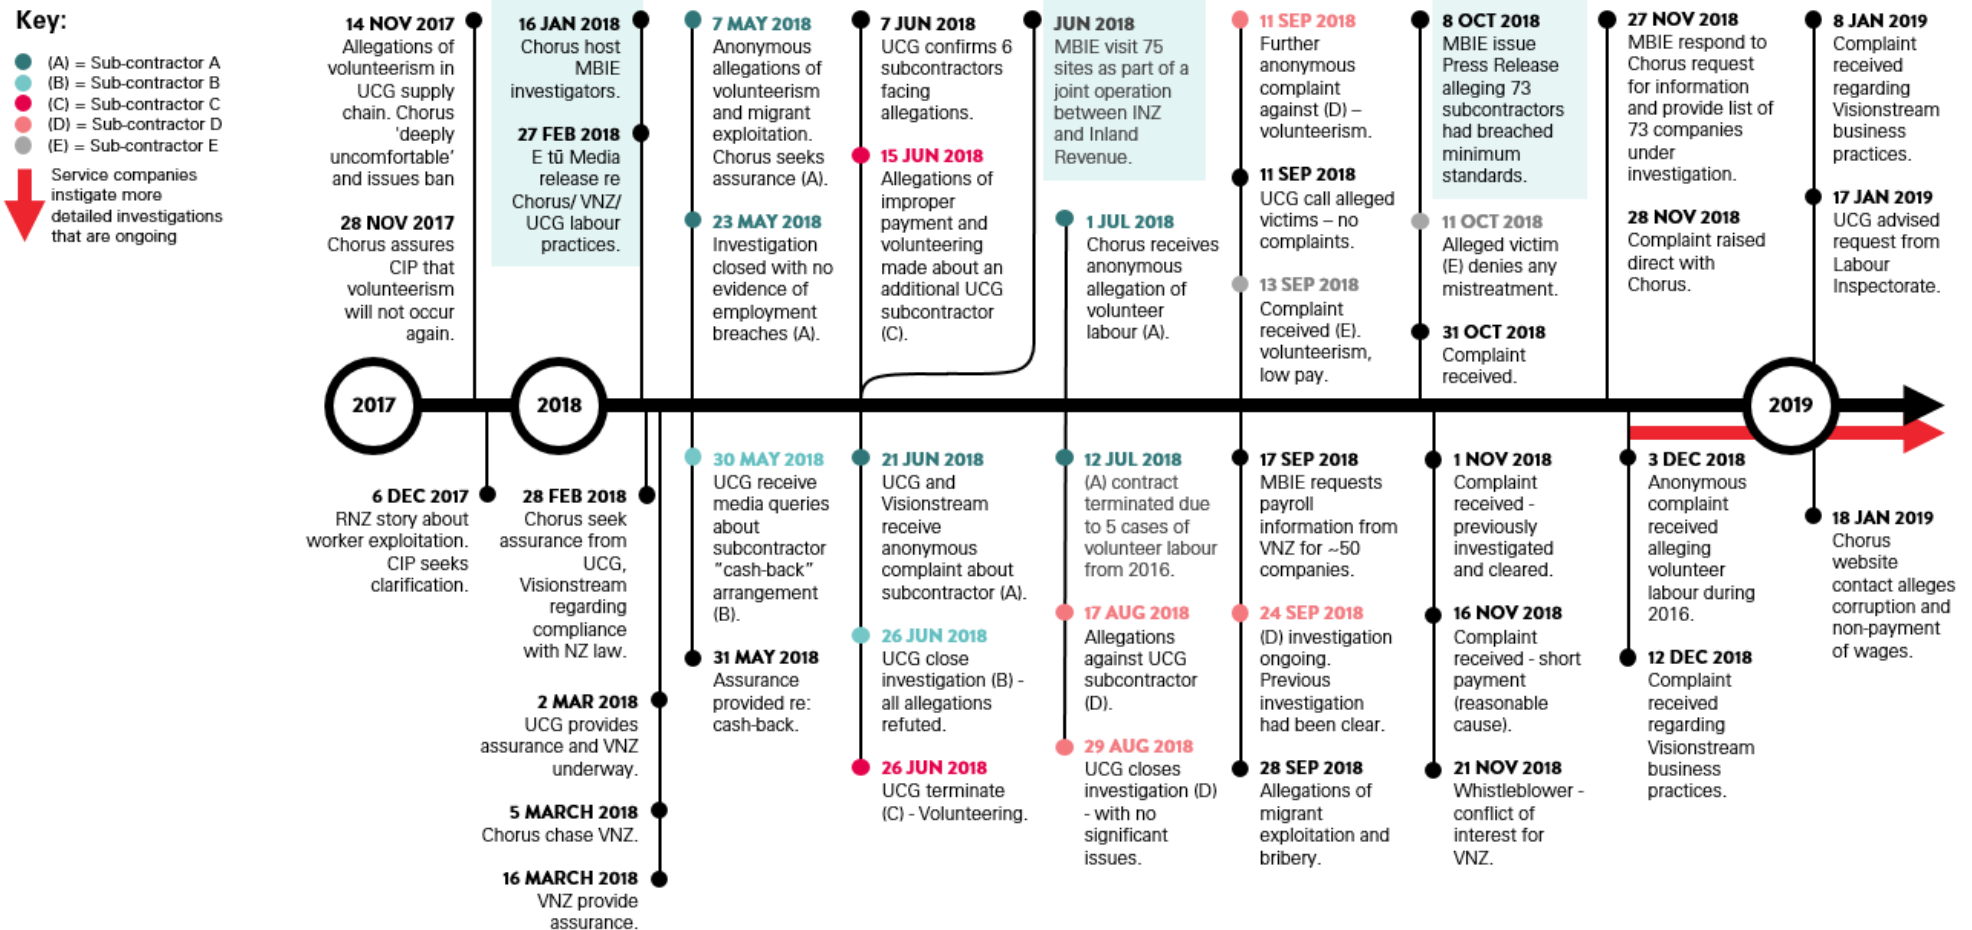 Key:
(A) = Sub-contractor A
(B) = Sub-contractor B
(C) = Sub-contractor C
(D) = Sub-contractor D
(E) = Sub-contractor E
Service companies
instigate more
detailed investigations
that are ongoing
14 NOV 2017
Allegations of
volunteerism in
UCG supply
chain. Chorus
'deeply
uncomfortable'
and issues ban
28 NOV 2017
Chorus assures
CIP that
volunteerism
will not occur
again.
16 JAN 2018
Chorus host
MBIE
investigators.
27 FEB 2018
E tū Media
release re
Chorus/ VNZ/
UCG labour
practices.
7 MAY 2018
Anonymous
allegations of
volunteerism
and migrant
exploitation.
Chorus seeks
assurance (A).
23 MAY 2018
Investigation
closed with no
evidence of
employment
breaches (A).
7 JUN 2018
UCG confirms 6
subcontractors
facing
allegations.
15 JUN 2018
Allegations of
improper
payment and
volunteering
made about an
additional UCG
subcontractor
(C).
JUN 2018
MBIE visit 75
sites as part of a
joint operation
between INZ
and Inland
Revenue.
1 JUL 2018
Chorus receives
anonymous
allegation of
volunteer
labour (A).
11 SEP 2018
Further
anonymous
complaint
against (D) –
volunteerism.
11 SEP 2018
UCG call alleged
victims – no
complaints.
13 SEP 2018
Complaint
received (E).
volunteerism,
low pay.
8 OCT 2018
MBIE issue
Press Release
alleging 73
subcontractors
had breached
minimum
standards.
11 OCT 2018
Alleged victim
(E) denies any
mistreatment.
31 OCT 2018
Complaint
received.
27 NOV 2018
MBIE respond to
Chorus request
for information
and provide list of
73 companies
under
investigation.
28 NOV 2018
Complaint raised
direct with
Chorus.
8 JAN 2019
Complaint
received
regarding
Visionstream
business
practices.
17 JAN 2019
UCG advised
request from
Labour
Inspectorate.
2017
2018
2019
6 DEC 2017
RNZ story about
worker exploitation.
CIP seeks
clarification.
28 FEB 2018
Chorus seek
assurance from
UCG,
Visionstream
regarding
compliance
with NZ law.
2 MAR 2018
UCG provides
assurance and VNZ
underway.
5 MARCH 2018
Chorus chase VNZ.
16 MARCH 2018
VNZ provide
assurance.
30 MAY 2018
UCG receive
media queries
about
subcontractor
"cash-back"
arrangement
(B).
31 MAY 2018
Assurance
provided re:
cash-back.
21 JUN 2018
UCG and
Visionstream
receive
anonymous
complaint about
subcontractor (A).
26 JUN 2018
UCG close
investigation (B) -
all allegations
refuted.
26 JUN 2018
UCG terminate
(C) - Volunteering.
12 JUL 2018
(A) contract
terminated due
to 5 cases of
volunteer labour
from 2016.
17 AUG 2018
Allegations
against UCG
subcontractor
(D).
29 AUG 2018
UCG closes
investigation (D)
- with no
significant
issues.
17 SEP 2018
MBIE requests
payroll
information from
VNZ for ~50
companies.
24 SEP 2018
(D) investigation
ongoing.
Previous
investigation
had been clear.
28 SEP 2018
Allegations of
migrant
exploitation and
bribery.
1 NOV 2018
Complaint
received -
previously
investigated
and cleared.
16 NOV 2018
Complaint
received - short
payment
(reasonable
cause).
21 NOV 2018
Whistleblower -
conflict of
interest for
VNZ.
3 DEC 2018
Anonymous
complaint
received
alleging
volunteer
labour during
2016.
12 DEC 2018
Complaint
received
regarding
Visionstream
business
practices.
18 JAN 2019
Chorus
website
contact alleges
corruption and
non-payment
of wages.